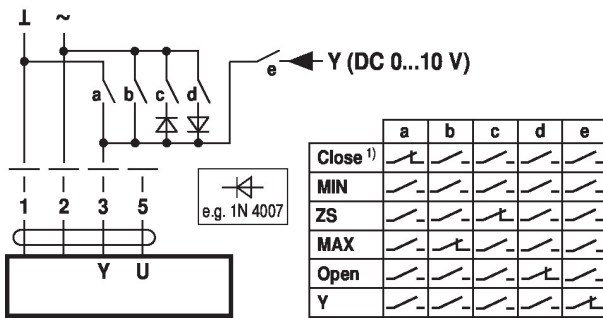 ⊥ ~
e Y (DC 0...10 V)
a b c d
1 2 3 5
e.g. 1N 4007
Y U
a b c d e
Close 1)
MIN
ZS
MAX
Open
Y